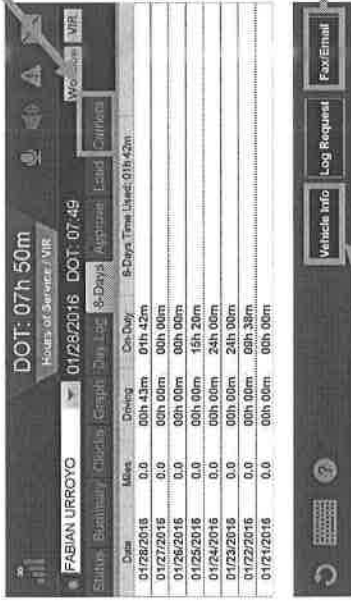 DOT: 07h 50m
Hours of Service / VIR
FABIAN URROYO 01/28/2016 DOT: 07:49 VIR
Status Summary Clocks Graph Dia. Log 8-Days Approve Load Carriers
Date Miles Driving On-Duty 8-Days Time Used: 01h 42m
01/28/2016 0.0 00h 43m 01h 42m
01/27/2016 0.0 00h 00m 00h 00m
01/26/2016 0.0 00h 00m 00h 00m
01/25/2016 0.0 00h 00m 15h 20m
01/24/2016 0.0 00h 00m 24h 00m
01/23/2016 0.0 00h 00m 24h 00m
01/22/2016 0.0 00h 00m 09h 38m
01/21/2016 0.0 00h 00m 00h 00m
Vehicle Info Log Request Fax/Email